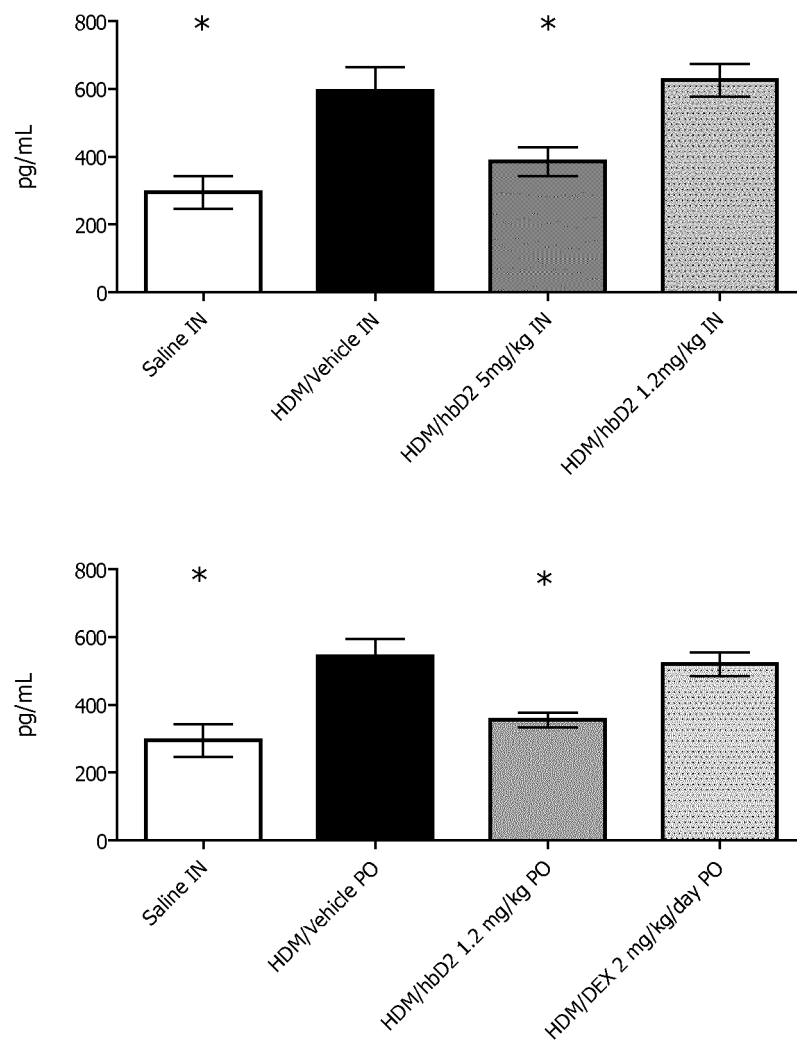 *
*
800
600
400
200
0
pg/mL
Saline IN
HDM/Vehicle IN
HDM/hbD2 5mg/kg IN
HDM/hbD2 1.2mg/kg IN
*
*
800
600
400
200
0
pg/mL
Saline IN
HDM/Vehicle PO
HDM/hbD2 1.2 mg/kg PO
HDM/DEX 2 mg/kg/day PO